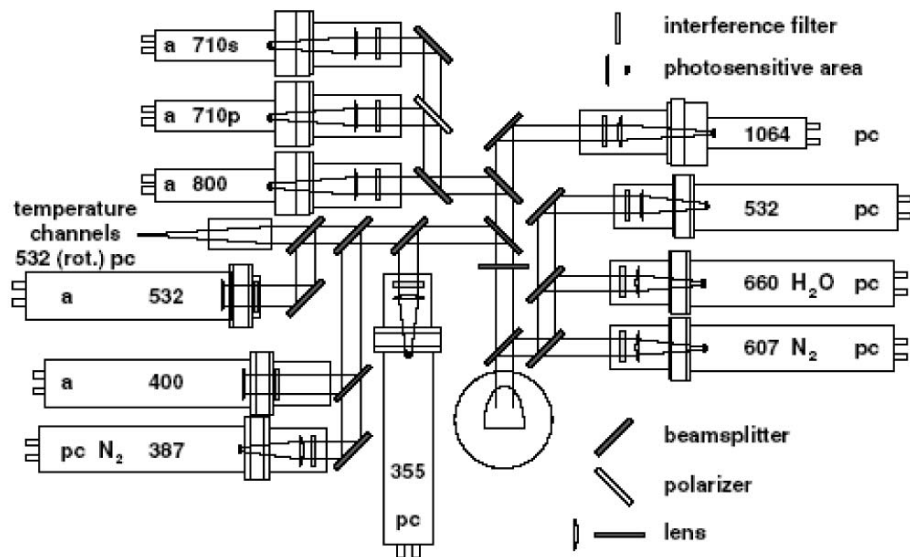 a 710s
a 710p
a 800
temperature
channels
532 (rot.) pc
a 532
a 400
pc N₂ 387
355
pc
interference filter
photosensitive area
1064 pc
532 pc
660 H₂O pc
607 N₂ pc
beamsplitter
polarizer
lens